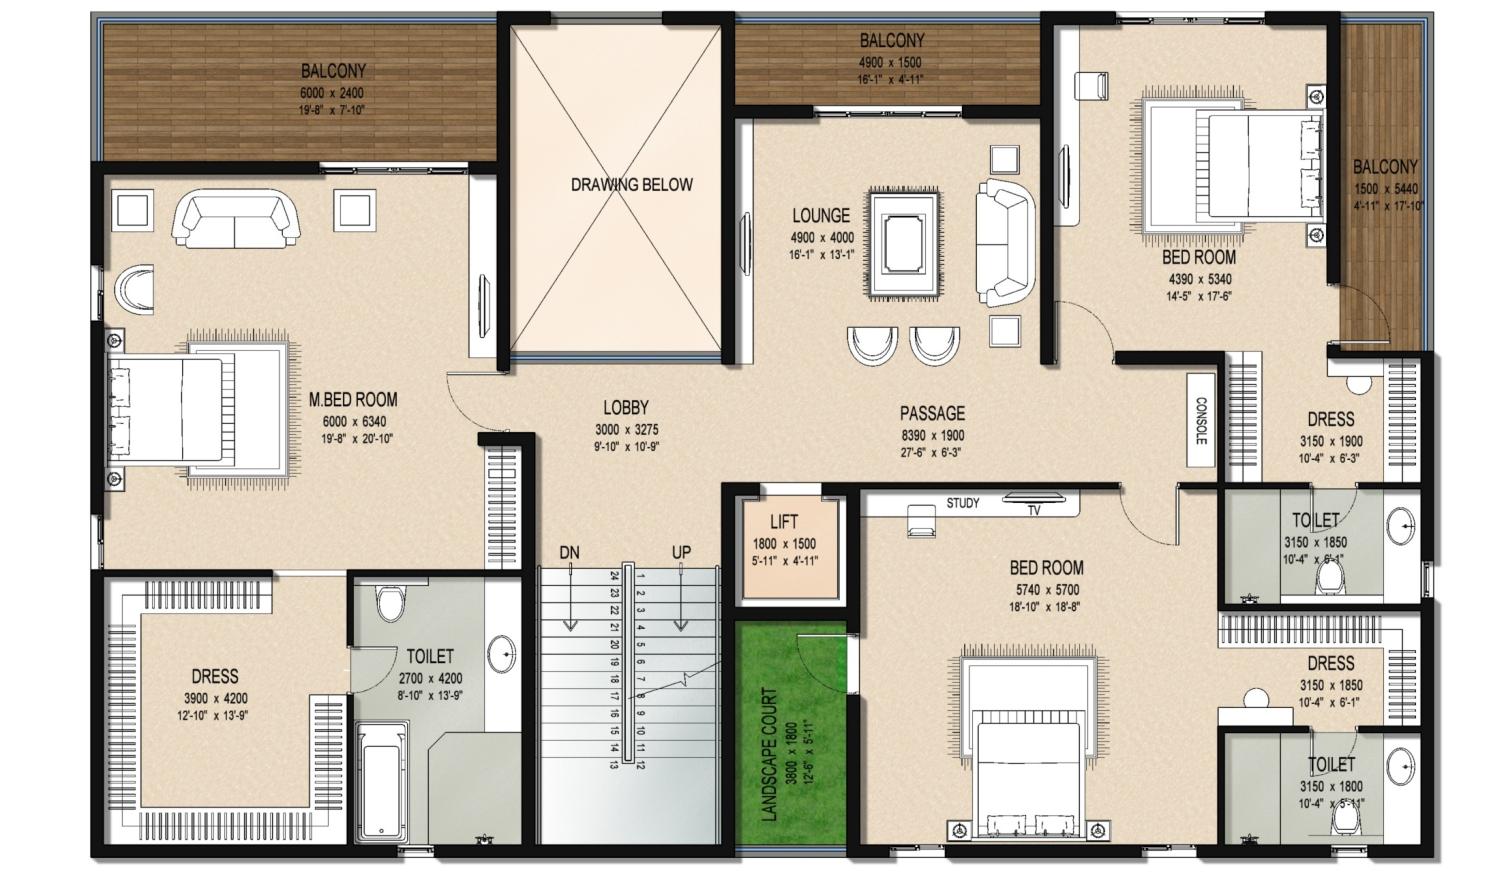 BALCONY
6000 x 2400
19'-8" x 7'-10"
DRAWING BELOW
BALCONY
4900 x 1500
16'-1" x 4'-11"
LOUNGE
4900 x 4000
16'-1" x 13'-1"
BED ROOM
4390 x 5340
14'-5" x 17'-6"
BALCONY
1500 x 5440
4'-11" x 17'-10"
M.BED ROOM
6000 x 6340
19'-8" x 20'-10"
LOBBY
3000 x 3275
9'-10" x 10'-9"
PASSAGE
8390 x 1900
27'-6" x 6'-3"
CONSOLE
DRESS
3150 x 1900
10'-4" x 6'-3"
STUDY
TV
LIFT
1800 x 1500
5'-11" x 4'-11"
TOILET
3150 x 1850
10'-4" x 6'-1"
DN
UP
BED ROOM
5740 x 5700
18'-10" x 18'-8"
24 1
23 2
22 3
21 4
20 5
19 6
18 7
17 8
16 9
15 10
14 11
13 12
DRESS
3900 x 4200
12'-10" x 13'-9"
TOILET
2700 x 4200
8'-10" x 13'-9"
LANDSCAPE COURT
3800 x 1800
12'-6" x 5'-11"
DRESS
3150 x 1850
10'-4" x 6'-1"
TOILET
3150 x 1800
10'-4" x 5'-11"